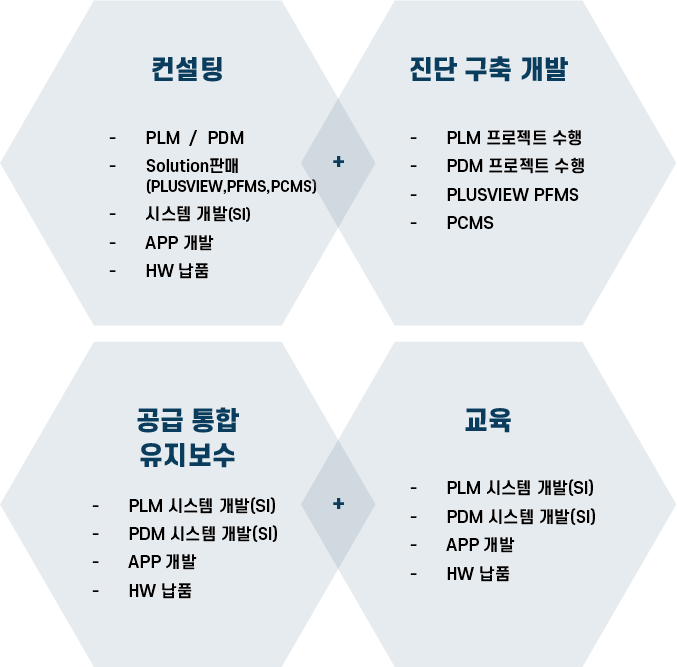 컨설팅
- PLM / PDM
- Solution판매
(PLUSVIEW,PFMS,PCMS)
- 시스템 개발(SI)
- APP 개발
- HW 납품
+
진단 구축 개발
- PLM 프로젝트 수행
- PDM 프로젝트 수행
- PLUSVIEW PFMS
- PCMS
공급 통합
유지보수
- PLM 시스템 개발(SI)
- PDM 시스템 개발(SI)
- APP 개발
- HW 납품
+
교육
- PLM 시스템 개발(SI)
- PDM 시스템 개발(SI)
- APP 개발
- HW 납품